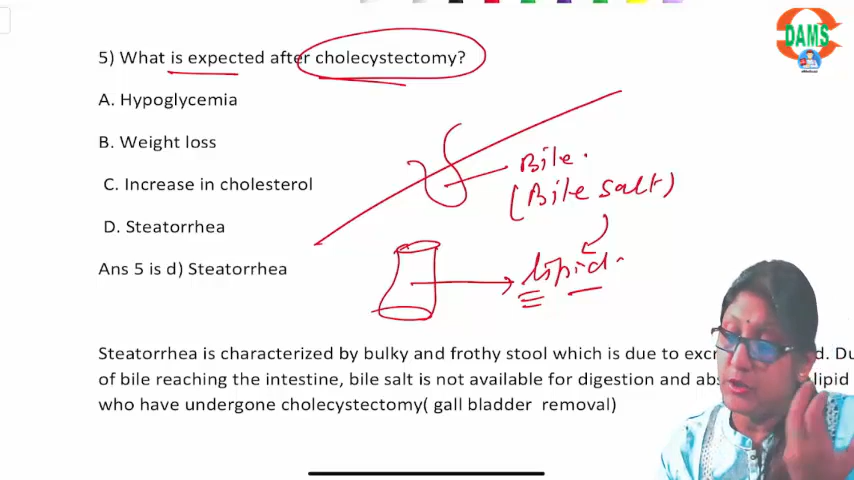 DAMS
5) What is expected after cholecystectomy?
A. Hypoglycemia
B. Weight loss
Bile.
(Bile salt)
C. Increase in cholesterol
D. Steatorrhea
lipid.
Ans 5 is d) Steatorrhea
Steatorrhea is characterized by bulky and frothy stool which is due to d. Du
of bile reaching the intestine, bile salt is not available for digestion and lipid
who have undergone cholecystectomy( gall bladder removal)